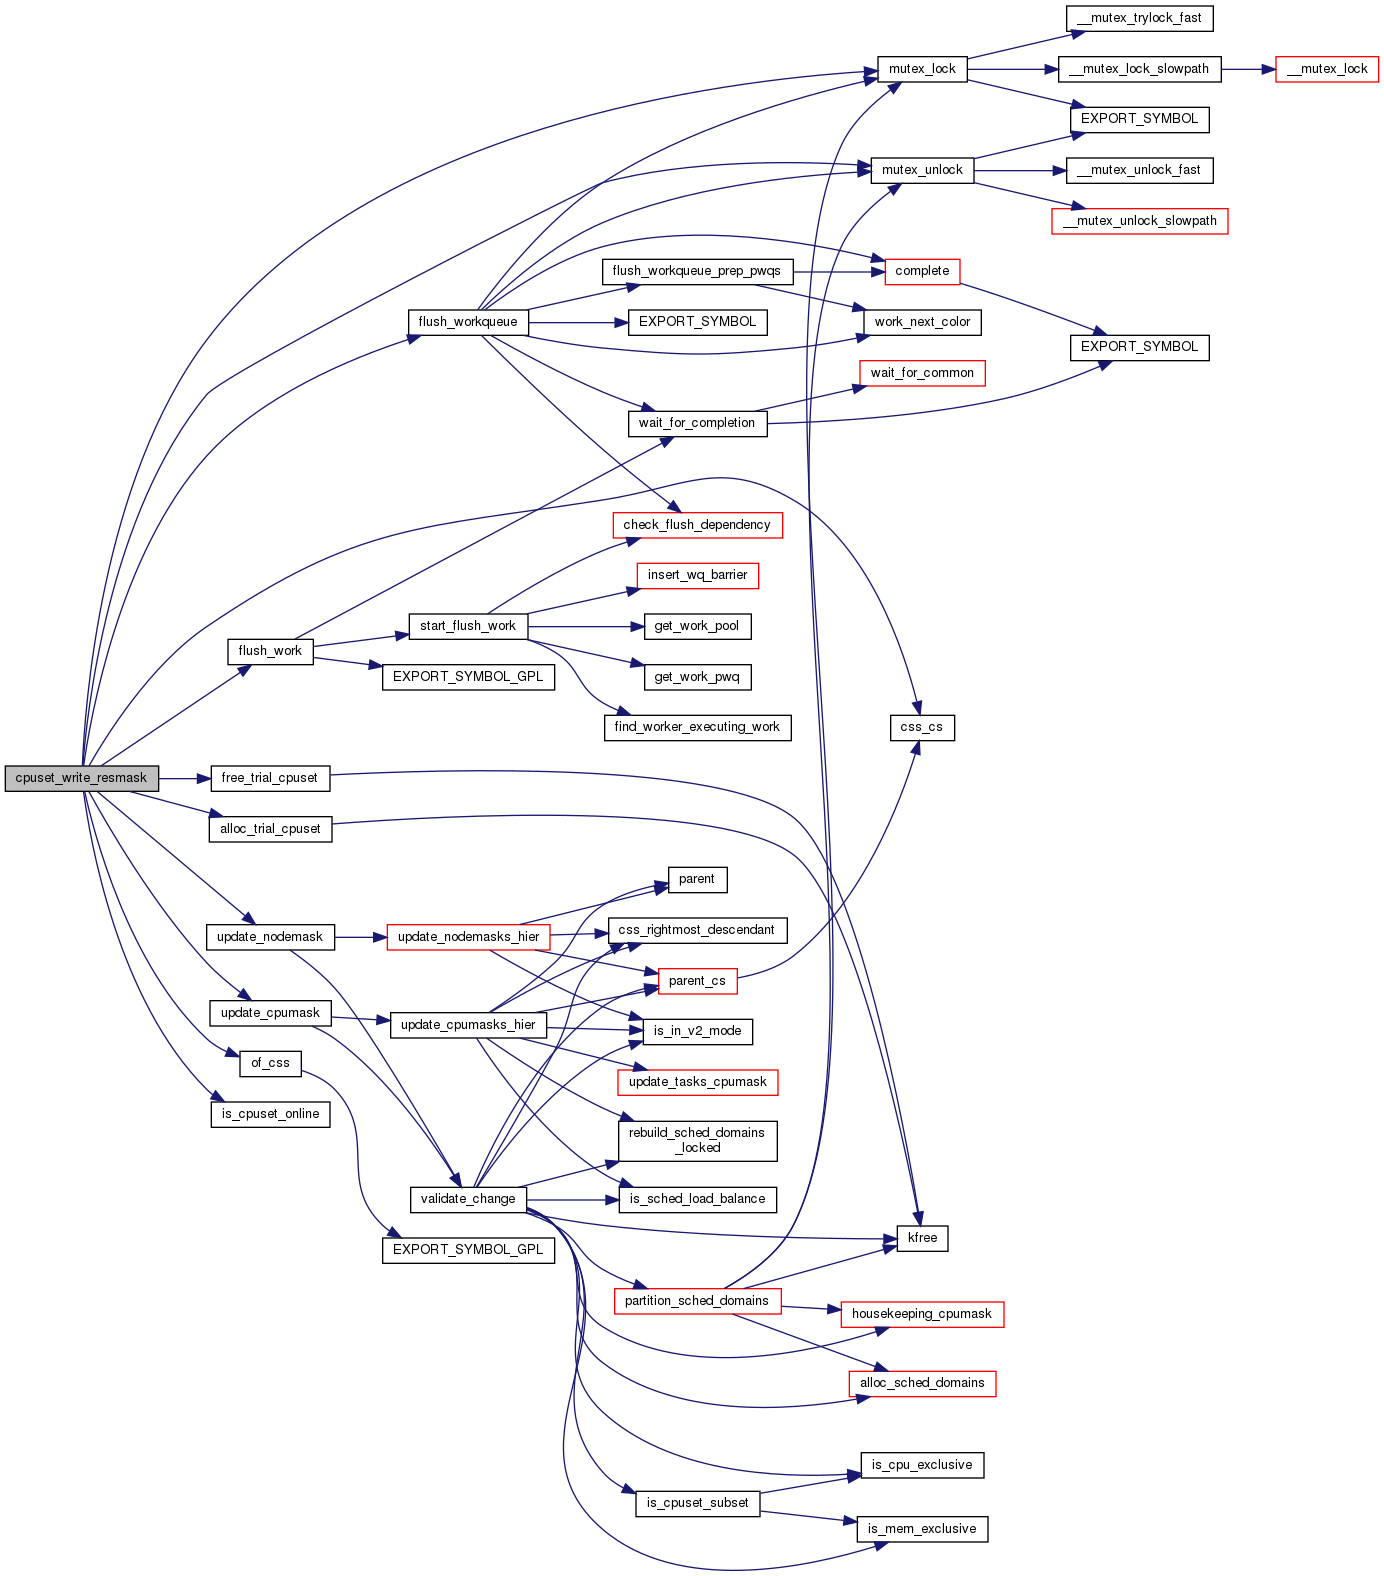 __mutex_trylock_fast
mutex_lock
__mutex_lock_slowpath
__mutex_lock
EXPORT_SYMBOL
mutex_unlock
__mutex_unlock_fast
__mutex_unlock_slowpath
flush_workqueue_prep_pwqs
complete
flush_workqueue
EXPORT_SYMBOL
work_next_color
EXPORT_SYMBOL
wait_for_common
wait_for_completion
check_flush_dependency
insert_wq_barrier
start_flush_work
get_work_pool
flush_work
EXPORT_SYMBOL_GPL
get_work_pwq
find_worker_executing_work
css_cs
cpuset_write_resmask
free_trial_cpuset
alloc_trial_cpuset
parent
update_nodemask
update_nodemasks_hier
css_rightmost_descendant
parent_cs
update_cpumask
update_cpumasks_hier
is_in_v2_mode
of_css
update_tasks_cpumask
is_cpuset_online
rebuild_sched_domains
_locked
validate_change
is_sched_load_balance
EXPORT_SYMBOL_GPL
kfree
partition_sched_domains
housekeeping_cpumask
alloc_sched_domains
is_cpu_exclusive
is_cpuset_subset
is_mem_exclusive